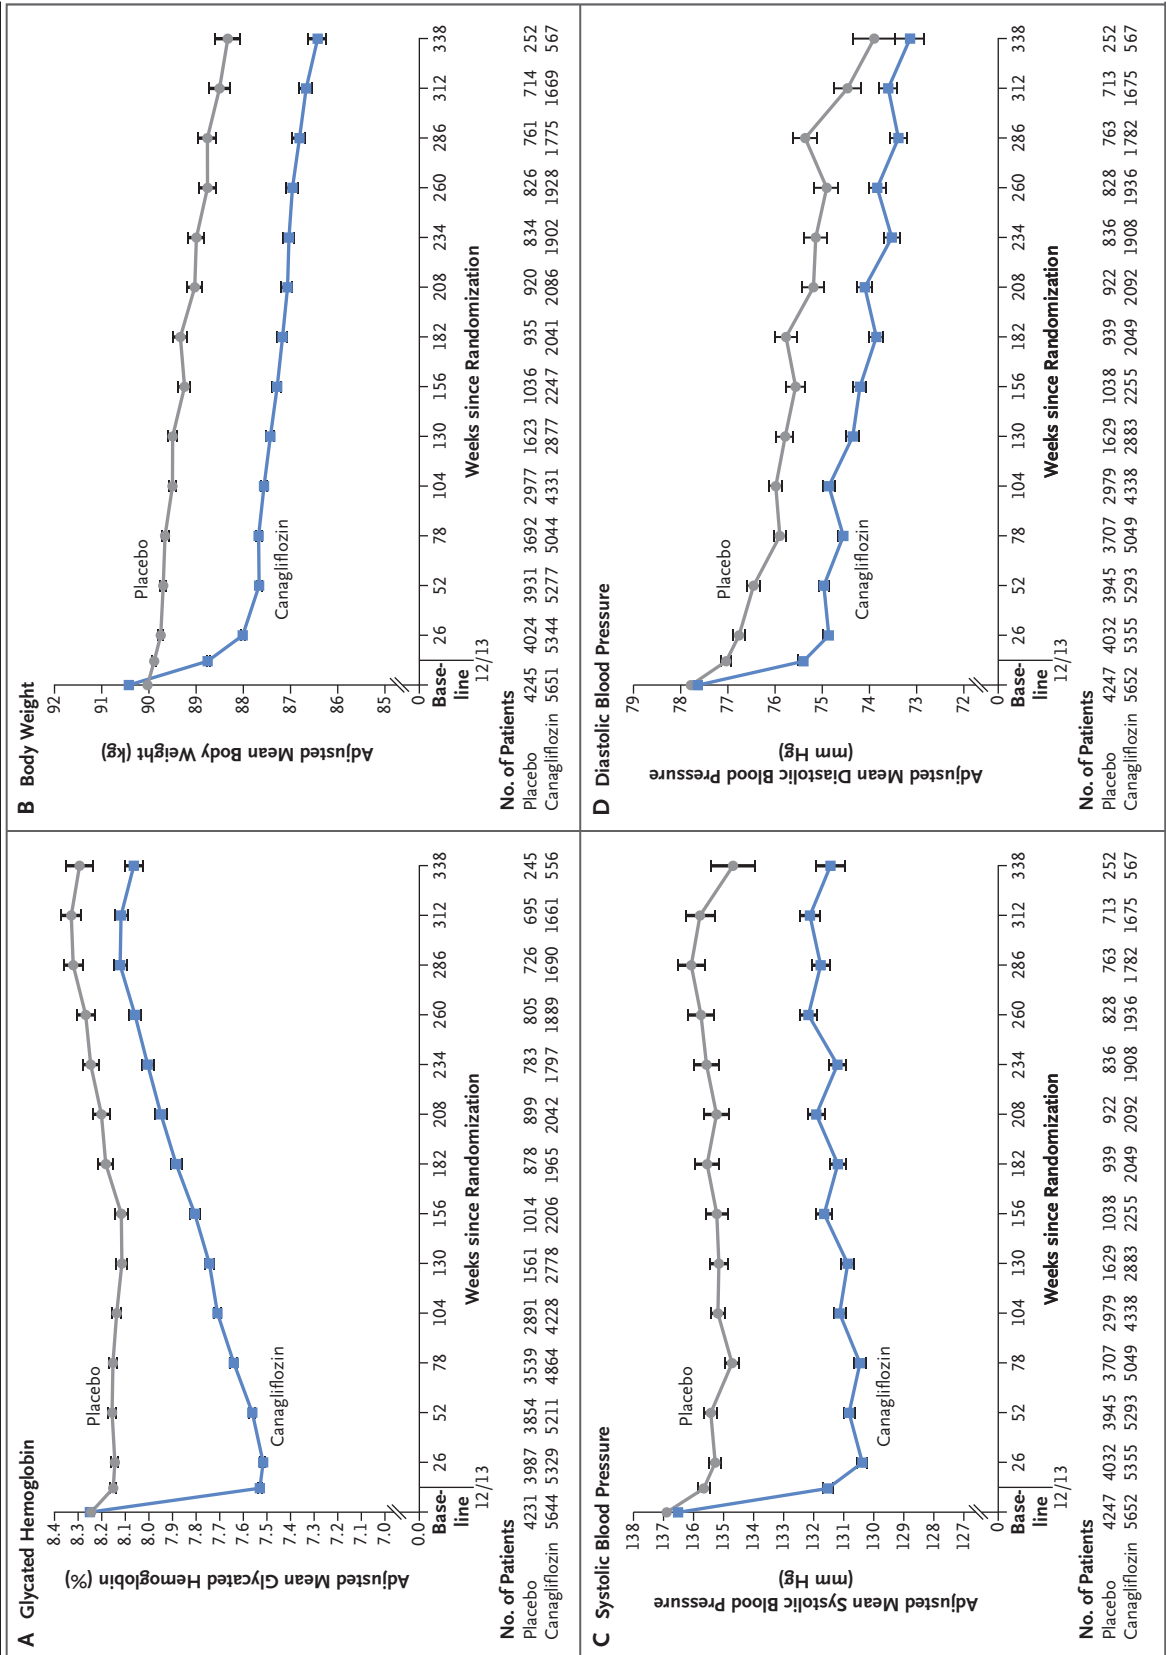 A Glycated Hemoglobin
Adjusted Mean Glycated Hemoglobin (%)
8.4
8.3
8.2
8.1
8.0
7.9
7.8
7.7
7.6
7.5
7.4
7.3
7.2
7.1
7.0
0.0
Placebo
Canagliflozin
Base-
line
12/13
26 52 78 104 130 156 182 208 234 260 286 312 338
Weeks since Randomization
No. of Patients
Placebo 4231 3987 3854 3539 2891 1561 1014 878 899 783 805 726 695 245
Canagliflozin 5644 5329 5211 4864 4228 2778 2206 1965 2042 1797 1889 1690 1661 556
B Body Weight
Adjusted Mean Body Weight (kg)
92
91
90
89
88
87
86
85
0
Placebo
Canagliflozin
Base-
line
12/13
26 52 78 104 130 156 182 208 234 260 286 312 338
Weeks since Randomization
No. of Patients
Placebo 4245 4024 3931 3692 2977 1623 1036 935 920 834 826 761 714 252
Canagliflozin 5651 5344 5277 5044 4331 2877 2247 2041 2086 1902 1928 1775 1669 567
C Systolic Blood Pressure
Adjusted Mean Systolic Blood Pressure
(mm Hg)
138
137
136
135
134
133
132
131
130
129
128
127
0
Placebo
Canagliflozin
Base-
line
12/13
26 52 78 104 130 156 182 208 234 260 286 312 338
Weeks since Randomization
No. of Patients
Placebo 4247 4032 3945 3707 2979 1629 1038 939 922 836 828 763 713 252
Canagliflozin 5652 5355 5293 5049 4338 2883 2255 2049 2092 1908 1936 1782 1675 567
D Diastolic Blood Pressure
Adjusted Mean Diastolic Blood Pressure
(mm Hg)
79
78
77
76
75
74
73
72
0
Placebo
Canagliflozin
Base-
line
12/13
26 52 78 104 130 156 182 208 234 260 286 312 338
Weeks since Randomization
No. of Patients
Placebo 4247 4032 3945 3707 2979 1629 1038 939 922 836 828 763 713 252
Canagliflozin 5652 5355 5293 5049 4338 2883 2255 2049 2092 1908 1936 1782 1675 567